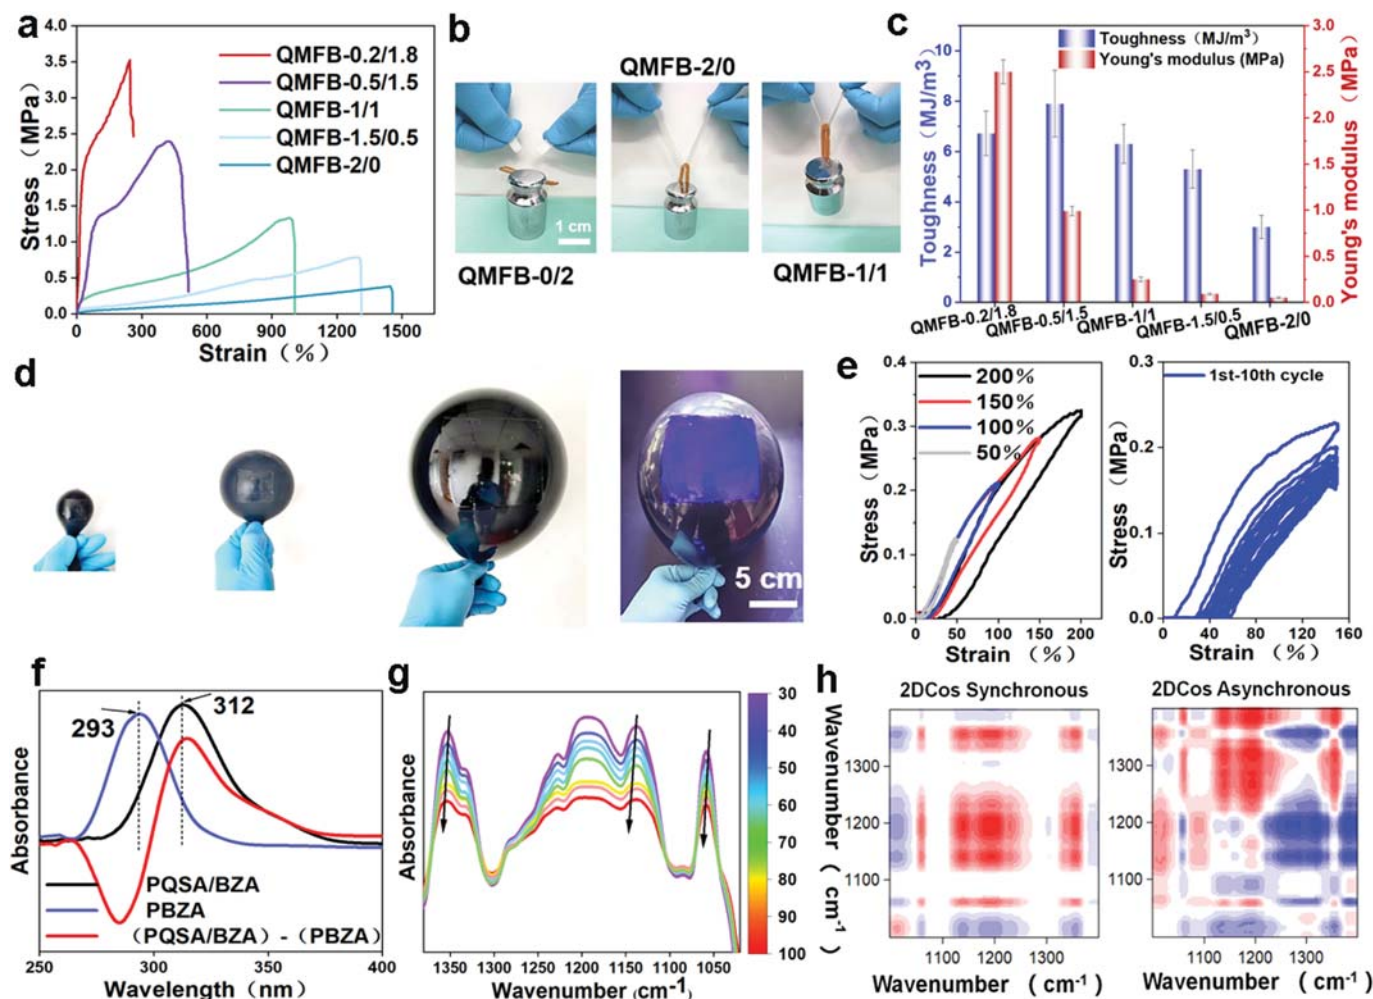 a
4.0
3.5
3.0
2.5
2.0
1.5
1.0
0.5
0.0
Stress（MPa）
0 300 600 900 1200 1500
Strain（%）
QMFB-0.2/1.8
QMFB-0.5/1.5
QMFB-1/1
QMFB-1.5/0.5
QMFB-2/0
b
QMFB-2/0
1 cm
QMFB-0/2
QMFB-1/1
c
Toughness（MJ/m³）
Young's modulus (MPa)
10
8
6
4
2
0
Toughness（MJ/m³）
3.0
2.5
2.0
1.5
1.0
0.5
0.0
Young's modulus（MPa）
QMFB-0.2/1.8
QMFB-0.5/1.5
QMFB-1/1
QMFB-1.5/0.5
QMFB-2/0
d
5 cm
e
0.4
0.3
0.2
0.1
0.0
Stress（MPa）
200%
150%
100%
50%
0 50 100 150 200
Strain（%）
0.3
0.2
0.1
0.0
Stress（MPa）
1st-10th cycle
0 40 80 120 160
Strain（%）
f
293
312
Absorbance
PQSA/BZA
PBZA
（PQSA/BZA）-（PBZA）
250 300 350 400
Wavelength（nm）
g
Absorbance
1350 1300 1250 1200 1150 1100 1050
Wavenumber (cm⁻¹)
30
40
50
60
70
80
90
100
h
2DCos Synchronous
Wavenumber（cm⁻¹）
1300
1200
1100
1100 1200 1300
Wavenumber （cm⁻¹）
2DCos Asynchronous
1300
1200
1100
1100 1200 1300
Wavenumber （cm⁻¹）